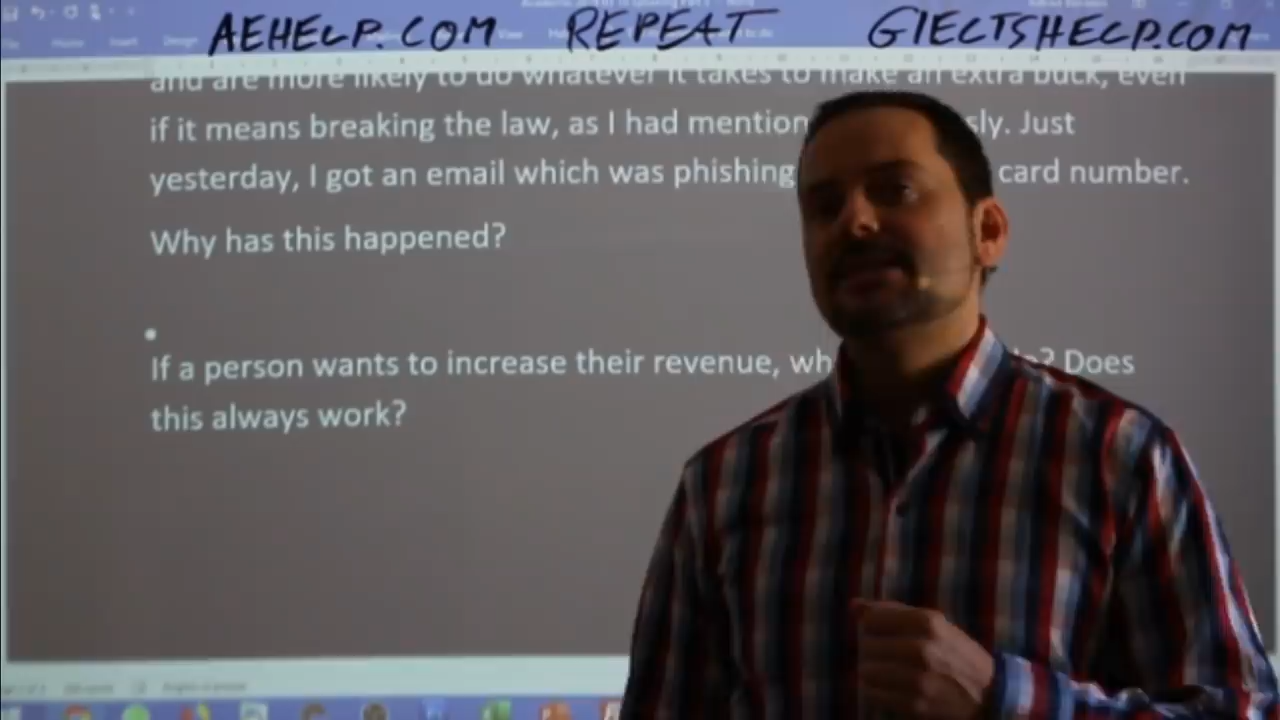 AEHELP.COM REPEAT GIELTSHELP.COM
and are more likely to do whatever it takes to make an extra buck, even
if it means breaking the law, as I had mention sly. Just
yesterday, I got an email which was phishing card number.
Why has this happened?
If a person wants to increase their revenue, wh ? Does
this always work?